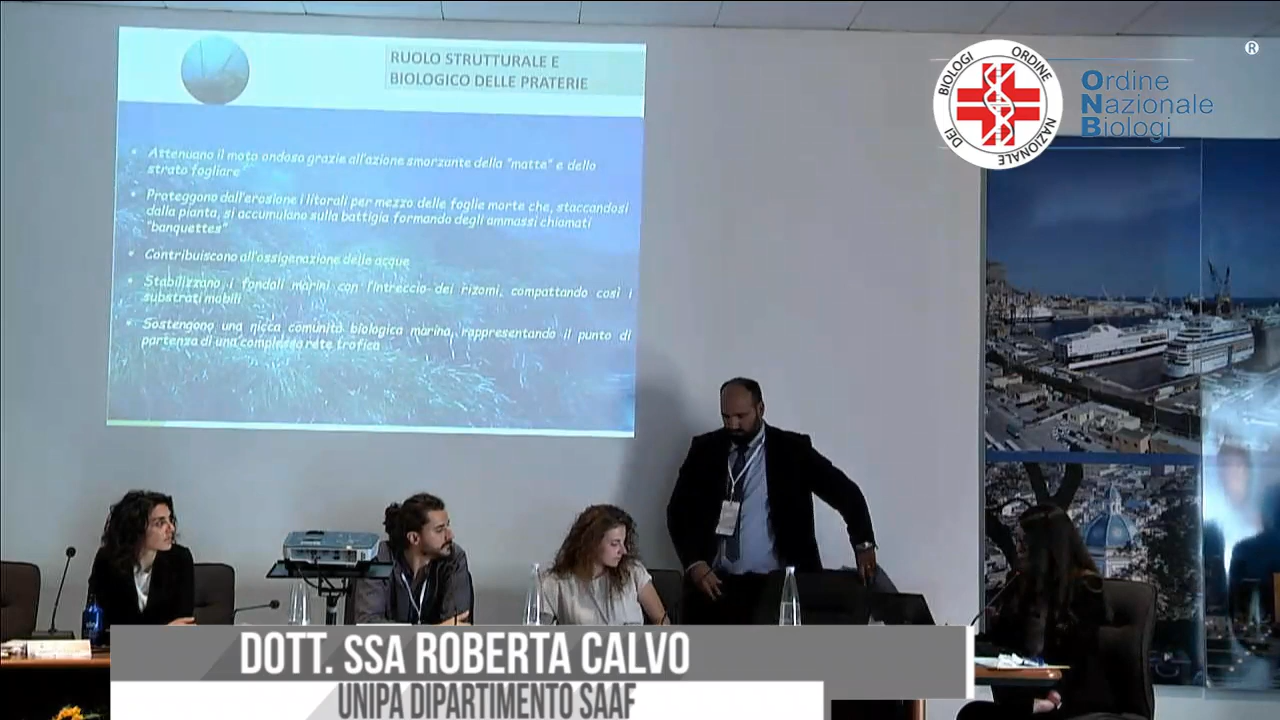 RUOLO STRUTTURALE E
BIOLOGICO DELLE PRATERIE
• Attenuano il moto ondoso grazie all'azione smorzante della "matte" e dello
strato fogliare
• Proteggono dall'erosione i litorali per mezzo delle foglie morte che, staccandosi
dalla pianta, si accumulano sulla battigia formando degli ammassi chiamati
"banquettes"
• Contribuiscono all'ossigenazione delle acque
• Stabilizzano i fondali marini con l'intreccio dei rizomi, compattando così i
substrati mobili
• Sostengono una ricca comunità biologica marina, rappresentando il punto di
partenza di una complessa rete trofica
ORDINE NAZIONALE DEI BIOLOGI
®
Ordine
Nazionale
Biologi
DOTT. SSA ROBERTA CALVO
UNIPA DIPARTIMENTO SAAF